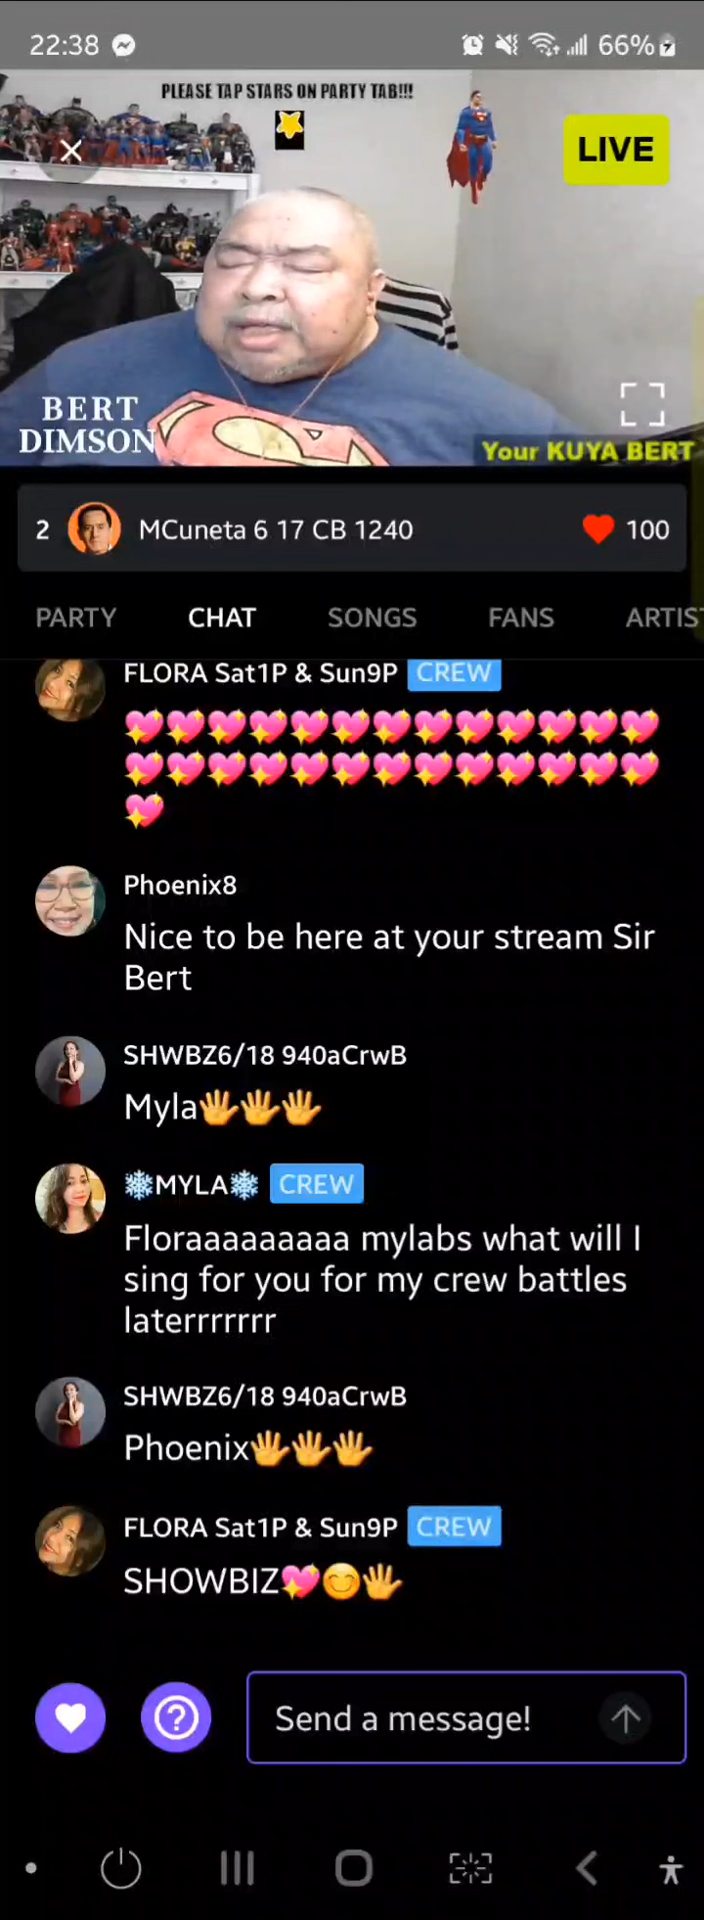 22:38
66%
PLEASE TAP STARS ON PARTY TAB!!!
LIVE
BERT
DIMSON
Your KUYA BERT
2 MCuneta 6 17 CB 1240 100
PARTY CHAT SONGS FANS ARTIS
FLORA Sat1P & Sun9P CREW
💖💖💖💖💖💖💖💖💖💖💖💖💖
💖💖💖💖💖💖💖💖💖💖💖💖💖
💖
Phoenix8
Nice to be here at your stream Sir
Bert
SHWBZ6/18 940aCrwB
Myla🖐🖐🖐
❄MYLA❄ CREW
Floraaaaaaaaaa mylabs what will I
sing for you for my crew battles
laterrrrrrr
SHWBZ6/18 940aCrwB
Phoenix🖐🖐🖐
FLORA Sat1P & Sun9P CREW
SHOWBIZ💖😊🖐
Send a message!